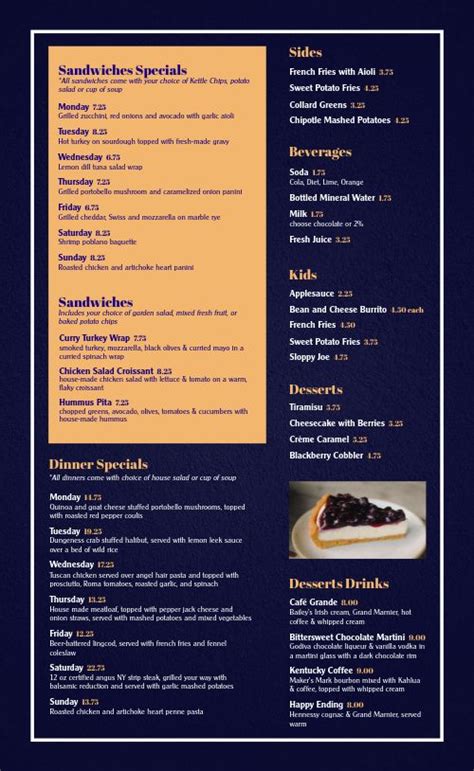 Sandwiches Specials
*All sandwiches come with your choice of Kettle Chips, potato
salad or cup of soup
Monday 7.25
Grilled zucchini, red onions and avocado with garlic aioli
Tuesday 8.25
Hot turkey on sourdough topped with fresh-made gravy
Wednesday 6.75
Lemon dill tuna salad wrap
Thursday 7.25
Grilled portobello mushroom and carameltzed onion panini
Friday 6.75
Grilled cheddar, Swiss and mozzarella on marble rye
Saturday 8.25
Shrimp poblano baguette
Sunday 8.25
Roasted chicken and artichoke heart panini
Sandwiches
Includes your choice of garden salad, mixed fresh fruit, or
baked potato chips
Curry Turkey Wrap 7.75
smoked turkey, mozzarella, black olives & curried mayo in a
curried spinach wrap
Chicken Salad Croissant 8.25
house-made chicken salad with lettuce & tomato on a warm,
flaky croissant
Hummus Pita 7.25
chopped greens, avocado, olives, tomatoes & cucumbers with
house-made hummus
Dinner Specials
*All dinners come with choice of house salad or cup of soup
Monday 14.75
Quinoa and goat cheese stuffed portobello mushrooms, topped
with roasted red pepper coulis
Tuesday 19.25
Dungeness crab stuffed halibut, served with lemon leek sauce
over a bed of wild rice
Wednesday 17.25
Tuscan chicken served over angel hair pasta and topped with
prosciutto, Roma tomatoes, roasted garlic, and spinach
Thursday 13.25
House made meatloaf, topped with pepper jack cheese and
onion straws, served with mashed potatoes and mixed vegetables
Friday 12.25
Beer-battered lingcod, served with french fries and fennel
coleslaw
Saturday 22.75
12 oz certified angus NY strip steak, grilled your way with
balsamic reduction and served with garlic mashed potatoes
Sunday 13.75
Roasted chicken and artichoke heart penne pasta
Sides
French Fries with Aioli 3.75
Sweet Potato Fries 4.25
Collard Greens 3.25
Chipotle Mashed Potatoes 4.25
Beverages
Soda 1.75
Cola, Diet, Lime, Orange
Bottled Mineral Water 1.75
Milk 1.75
choose chocolate or 2%
Fresh Juice 3.25
Kids
Applesauce 2.25
Bean and Cheese Burrito 4.50 each
French Fries 4.50
Sweet Potato Fries 3.75
Sloppy Joe 4.75
Desserts
Tiramisu 5.75
Cheesecake with Berries 5.25
Crème Caramel 5.25
Blackberry Cobbler 4.75
Desserts Drinks
Café Grande 8.00
Bailey's Irish cream, Grand Marnier, hot
coffee & whipped cream
Bittersweet Chocolate Martini 9.00
Godiva chocolate liqueur & vanilla vodka in
a martini glass with a dark chocolate rim
Kentucky Coffee 9.00
Maker's Mark bourbon mixed with Kahlua
& coffee, topped with whipped cream
Happy Ending 8.00
Hennessy cognac & Grand Marnier, served
warm